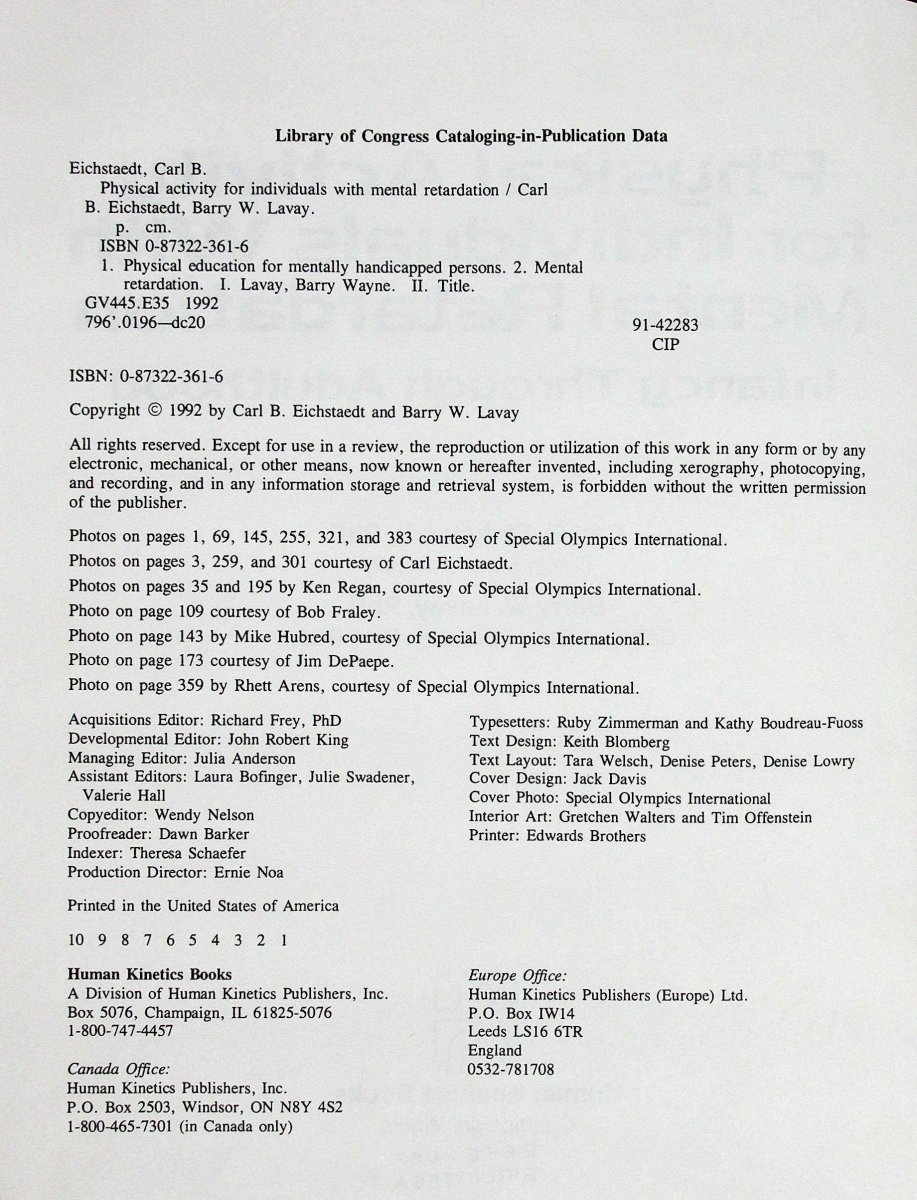 Library of Congress Cataloging-in-Publication Data
Eichstaedt, Carl B.
Physical activity for individuals with mental retardation / Carl
B. Eichstaedt, Barry W. Lavay.
p. cm.
ISBN 0-87322-361-6
1. Physical education for mentally handicapped persons. 2. Mental
retardation. I. Lavay, Barry Wayne. II. Title.
GV445.E35 1992
796'.0196—dc20
91-42283
CIP
ISBN: 0-87322-361-6
Copyright © 1992 by Carl B. Eichstaedt and Barry W. Lavay
All rights reserved. Except for use in a review, the reproduction or utilization of this work in any form or by any
electronic, mechanical, or other means, now known or hereafter invented, including xerography, photocopying,
and recording, and in any information storage and retrieval system, is forbidden without the written permission
of the publisher.
Photos on pages 1, 69, 145, 255, 321, and 383 courtesy of Special Olympics International.
Photos on pages 3, 259, and 301 courtesy of Carl Eichstaedt.
Photos on pages 35 and 195 by Ken Regan, courtesy of Special Olympics International.
Photo on page 109 courtesy of Bob Fraley.
Photo on page 143 by Mike Hubred, courtesy of Special Olympics International.
Photo on page 173 courtesy of Jim DePaepe.
Photo on page 359 by Rhett Arens, courtesy of Special Olympics International.
Acquisitions Editor: Richard Frey, PhD
Developmental Editor: John Robert King
Managing Editor: Julia Anderson
Assistant Editors: Laura Bofinger, Julie Swadener,
Valerie Hall
Copyeditor: Wendy Nelson
Proofreader: Dawn Barker
Indexer: Theresa Schaefer
Production Director: Ernie Noa
Typesetters: Ruby Zimmerman and Kathy Boudreau-Fuoss
Text Design: Keith Blomberg
Text Layout: Tara Welsch, Denise Peters, Denise Lowry
Cover Design: Jack Davis
Cover Photo: Special Olympics International
Interior Art: Gretchen Walters and Tim Offenstein
Printer: Edwards Brothers
Printed in the United States of America
10 9 8 7 6 5 4 3 2 1
Human Kinetics Books
A Division of Human Kinetics Publishers, Inc.
Box 5076, Champaign, IL 61825-5076
1-800-747-4457
Canada Office:
Human Kinetics Publishers, Inc.
P.O. Box 2503, Windsor, ON N8Y 4S2
1-800-465-7301 (in Canada only)
Europe Office:
Human Kinetics Publishers (Europe) Ltd.
P.O. Box IW14
Leeds LS16 6TR
England
0532-781708